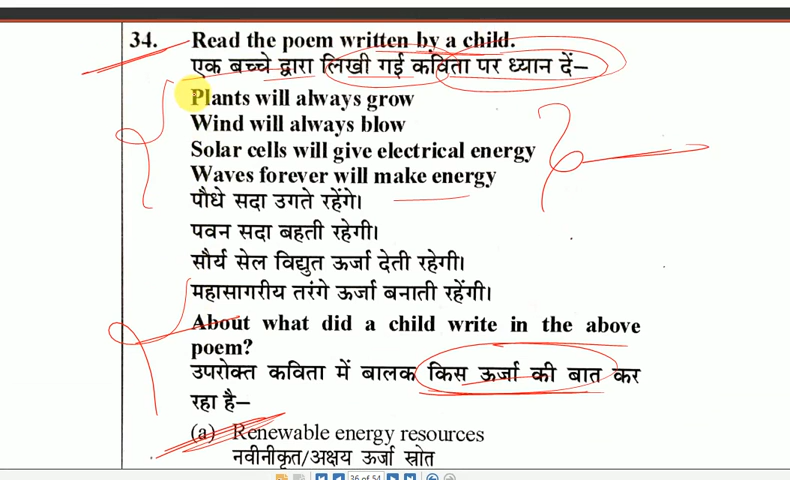 34. Read the poem written by a child.
एक बच्चे द्वारा लिखी गई कविता पर ध्यान दें–
Plants will always grow
Wind will always blow
Solar cells will give electrical energy
Waves forever will make energy
पौधे सदा उगते रहेंगे।
पवन सदा बहती रहेगी।
सौर्य सेल विद्युत ऊर्जा देती रहेगी।
महासागरीय तरंगे ऊर्जा बनाती रहेंगी।
About what did a child write in the above
poem?
उपरोक्त कविता में बालक किस ऊर्जा की बात कर
रहा है–
(a) Renewable energy resources
नवीनीकृत/अक्षय ऊर्जा स्रोत
36 of 54